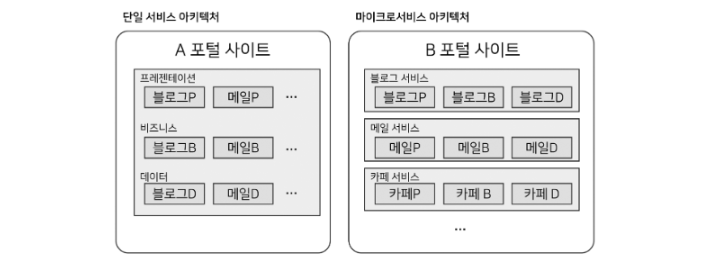 단일 서비스 아키텍처
A 포털 사이트
프레젠테이션
블로그P 메일P ...
비즈니스
블로그B 메일B ...
데이터
블로그D 메일D ...
마이크로서비스 아키텍처
B 포털 사이트
블로그 서비스
블로그P 블로그B 블로그D
메일 서비스
메일P 메일B 메일D
카페 서비스
카페P 카페 B 카페 D
...